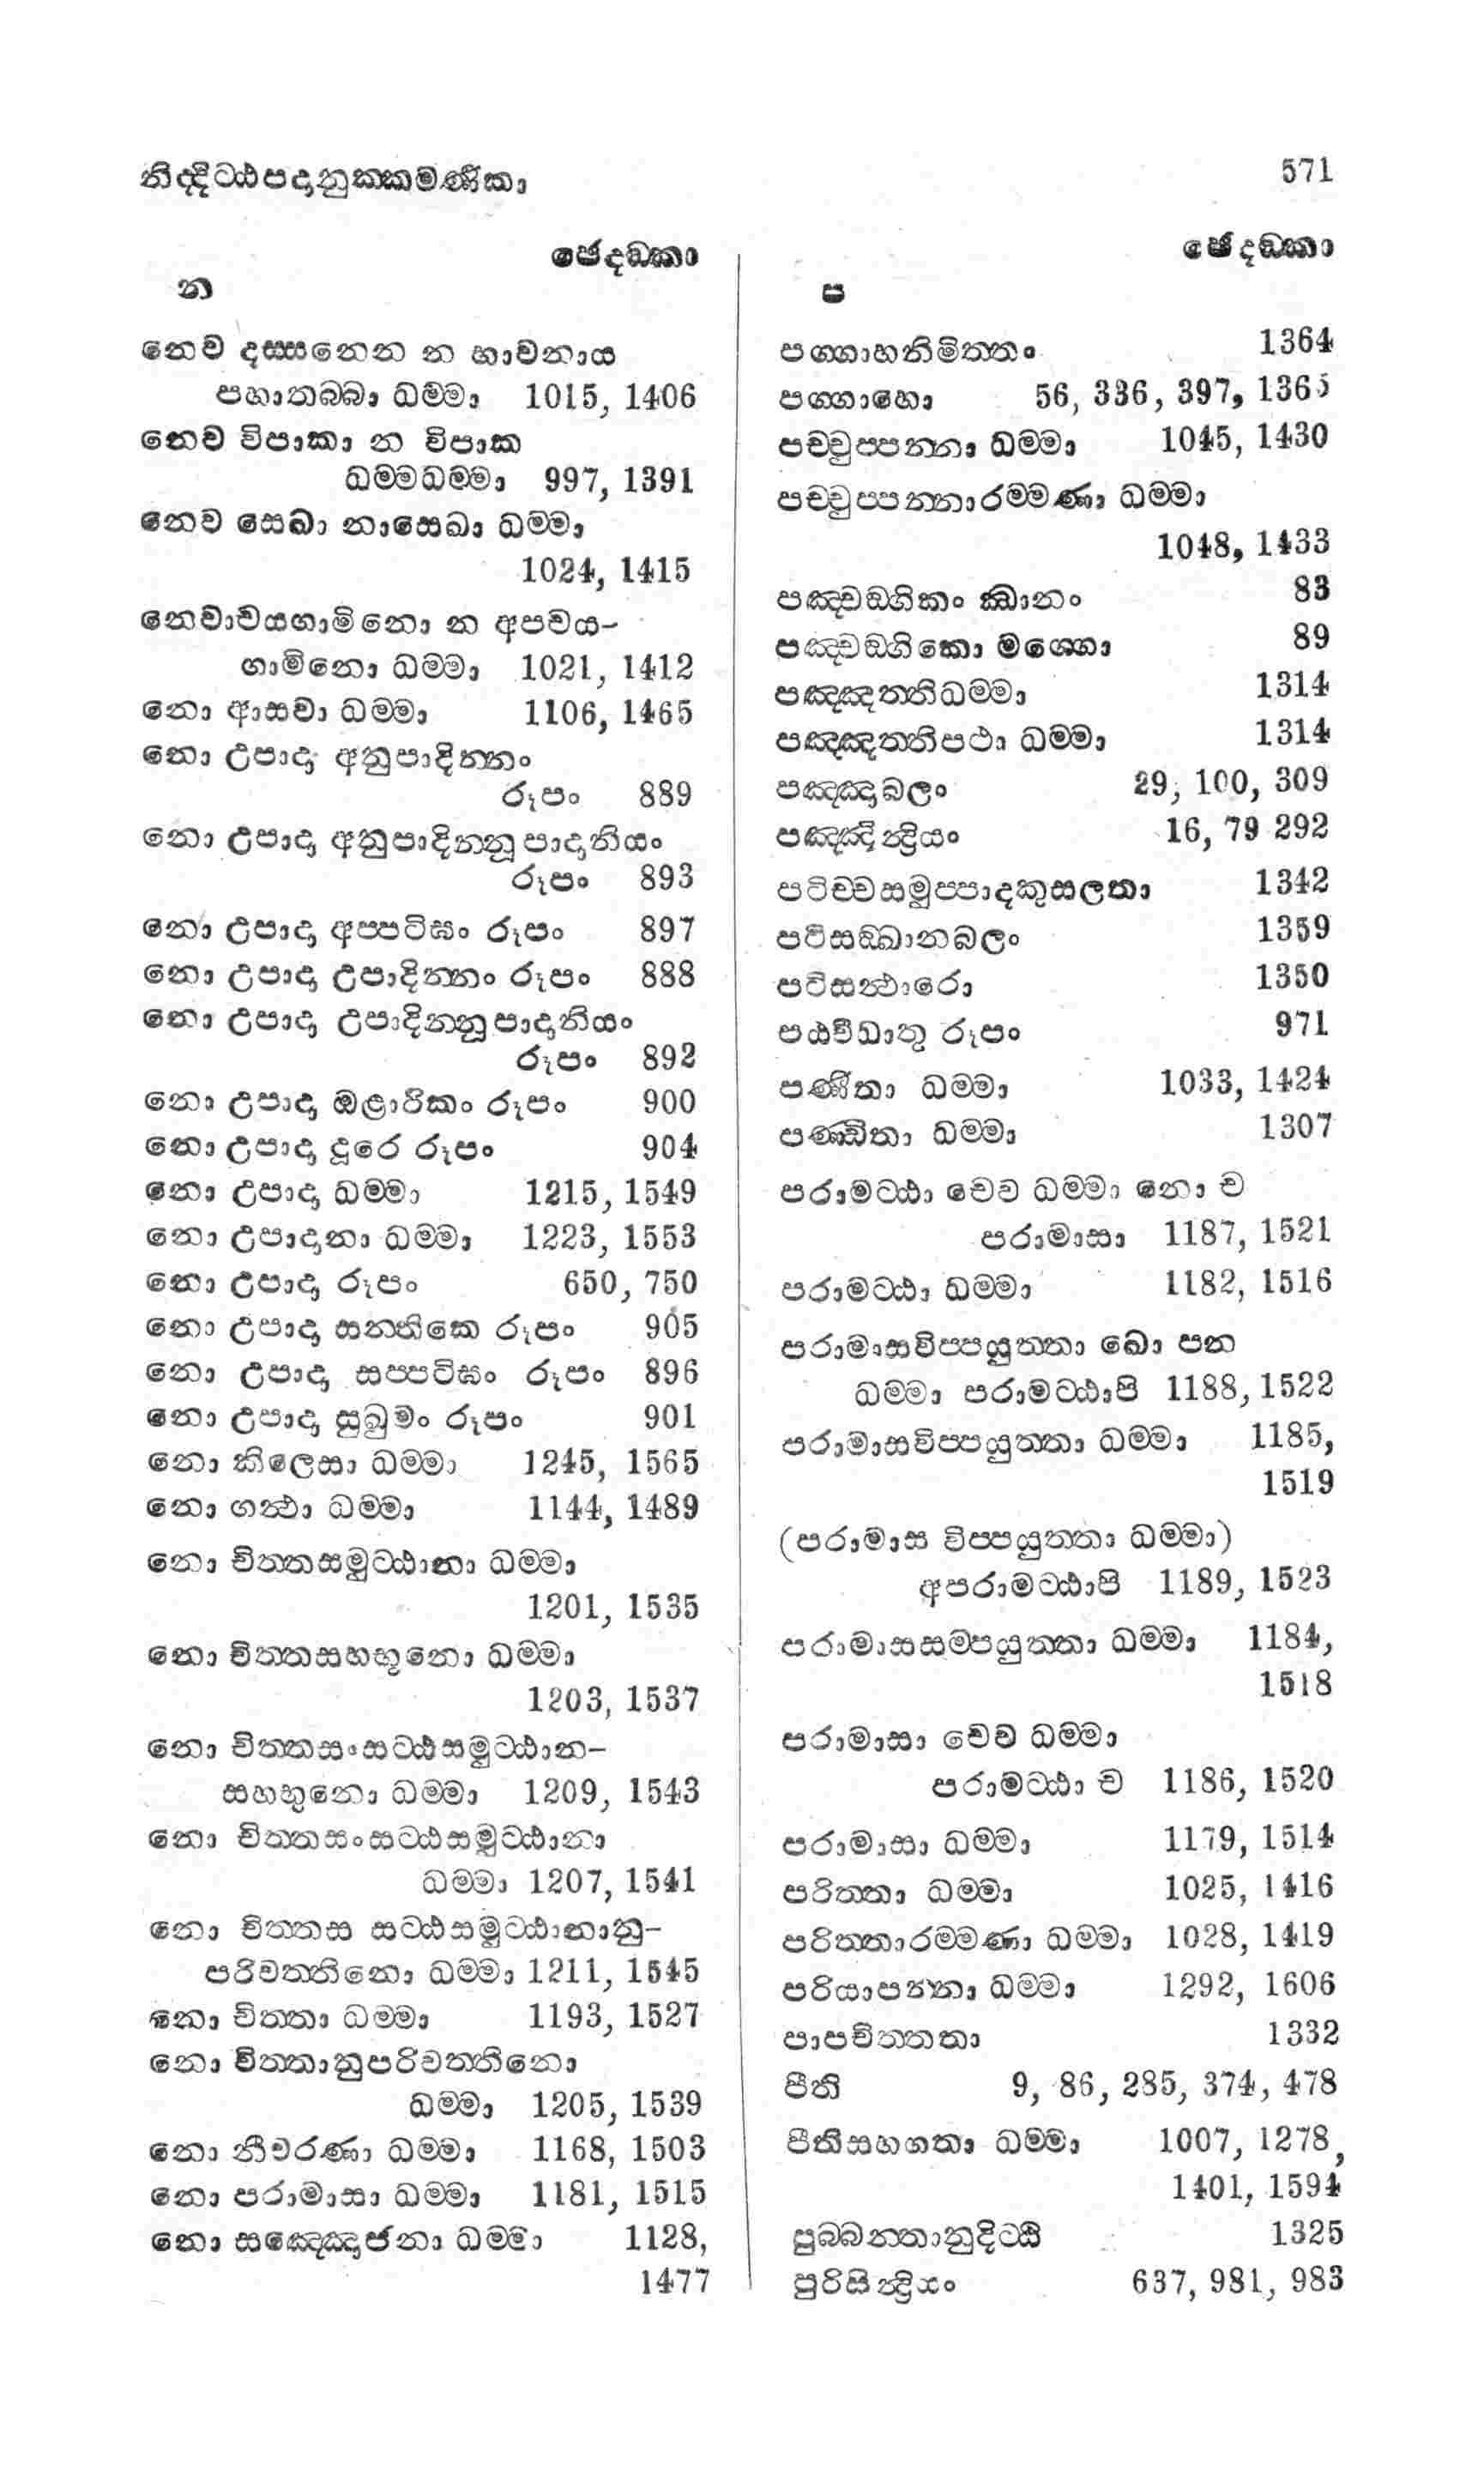 නිද්දිට්ඨපදානුක්කමණිකා 571
ඡෙදඞ්කා
න
නෙව දස්සනෙන න භාවනාය
පහාතබ්බා ධම්මා 1015, 1406
නෙව විපාකා න විපාක
ධම්මධම්මා 997, 1391
නෙව සෙඛා නාසෙඛා ධම්මා
1024, 1415
නෙවාචයගාමිනො න අපචය-
ගාමිනො ධම්මා 1021, 1412
නො ආසවා ධම්මා 1106, 1465
නො උපාදා අනුපාදින්නං
රූපං 889
නො උපාදා අනුපාදින්නූපාදානියං
රූපං 893
නො උපාදා අප්පටිඝං රූපං 897
නො උපාදා උපාදින්නං රූපං 888
නො උපාදා උපාදින්නූපාදානියං
රූපං 892
නො උපාදා ඔළාරිකං රූපං 900
නො උපාදා දූරෙ රූපං 904
නො උපාදා ධම්මා 1215, 1549
නො උපාදානා ධම්මා 1223, 1553
නො උපාදා රූපං 650, 750
නො උපාදා සන්තිකෙ රූපං 905
නො උපාදා සප්පටිඝං රූපං 896
නො උපාදා සුඛුමං රූපං 901
නො කිලෙසා ධම්මා 1245, 1565
නො ගන්ථා ධම්මා 1144, 1489
නො චිත්තසමුට්ඨානා ධම්මා
1201, 1535
නො චිත්තසහභූනො ධම්මා
1203, 1537
නො චිත්තසංසට්ඨසමුට්ඨාන-
සහභුනො ධම්මා 1209, 1543
නො චිත්තසංසට්ඨසමුට්ඨානා
ධම්මා 1207, 1541
නො චිත්තස සට්ඨසමුට්ඨානානු-
පරිවත්තිනො ධම්මා 1211, 1545
නො චිත්තා ධම්මා 1193, 1527
නො චිත්තානුපරිවත්තිනො
ධම්මා 1205, 1539
නො නීවරණා ධම්මා 1168, 1503
නො පරාමාසා ධම්මා 1181, 1515
නො සඤ්ඤොජනා ධම්මා 1128,
1477
ඡෙදඞ්කා
ප
පග්ගාහනිමිත්තං 1364
පග්ගාහො 56, 336, 397, 1365
පච්චුප්පන්නා ධම්මා 1045, 1430
පච්චුප්පන්නාරම්මණා ධම්මා
1048, 1433
පඤ්චඞ්ගිකං ඣානං 83
පඤ්චඞ්ගිකො මග්ගො 89
පඤ්ඤත්තිධම්මා 1314
පඤ්ඤත්තිපථා ධම්මා 1314
පඤ්ඤාබලං 29, 100, 309
පඤ්ඤින්ද්‍රියං 16, 79 292
පටිච්චසමුප්පාදකුසලතා 1342
පටිසඞ්ඛානබලං 1359
පටිසන්ථාරො 1350
පඨවීධාතු රූපං 971
පණීතා ධම්මා 1033, 1424
පණ්ඩිතා ධම්මා 1307
පරාමට්ඨා චෙව ධම්මා නො ච
පරාමාසා 1187, 1521
පරාමට්ඨා ධම්මා 1182, 1516
පරාමාසවිප්පයුත්තා ඛො පන
ධම්මා පරාමට්ඨාපි 1188, 1522
පරාමාසවිප්පයුත්තා ධම්මා 1185,
1519
(පරාමාස විප්පයුත්තා ධම්මා)
අපරාමට්ඨාපි 1189, 1523
පරාමාසසම්පයුත්තා ධම්මා 1184,
1518
පරාමාසා චෙව ධම්මා
පරාමට්ඨා ච 1186, 1520
පරාමාසා ධම්මා 1179, 1514
පරිත්තා ධම්මා 1025, 1416
පරිත්තාරම්මණා ධම්මා 1028, 1419
පරියාපන්නා ධම්මා 1292, 1606
පාපචිත්තතා 1332
පීති 9, 86, 285, 374, 478
පීතිසහගතා ධම්මා 1007, 1278,
1401, 1594
පුබ්බන්තානුදිට්ඨි 1325
පුරිසින්ද්‍රියං 637, 981, 983